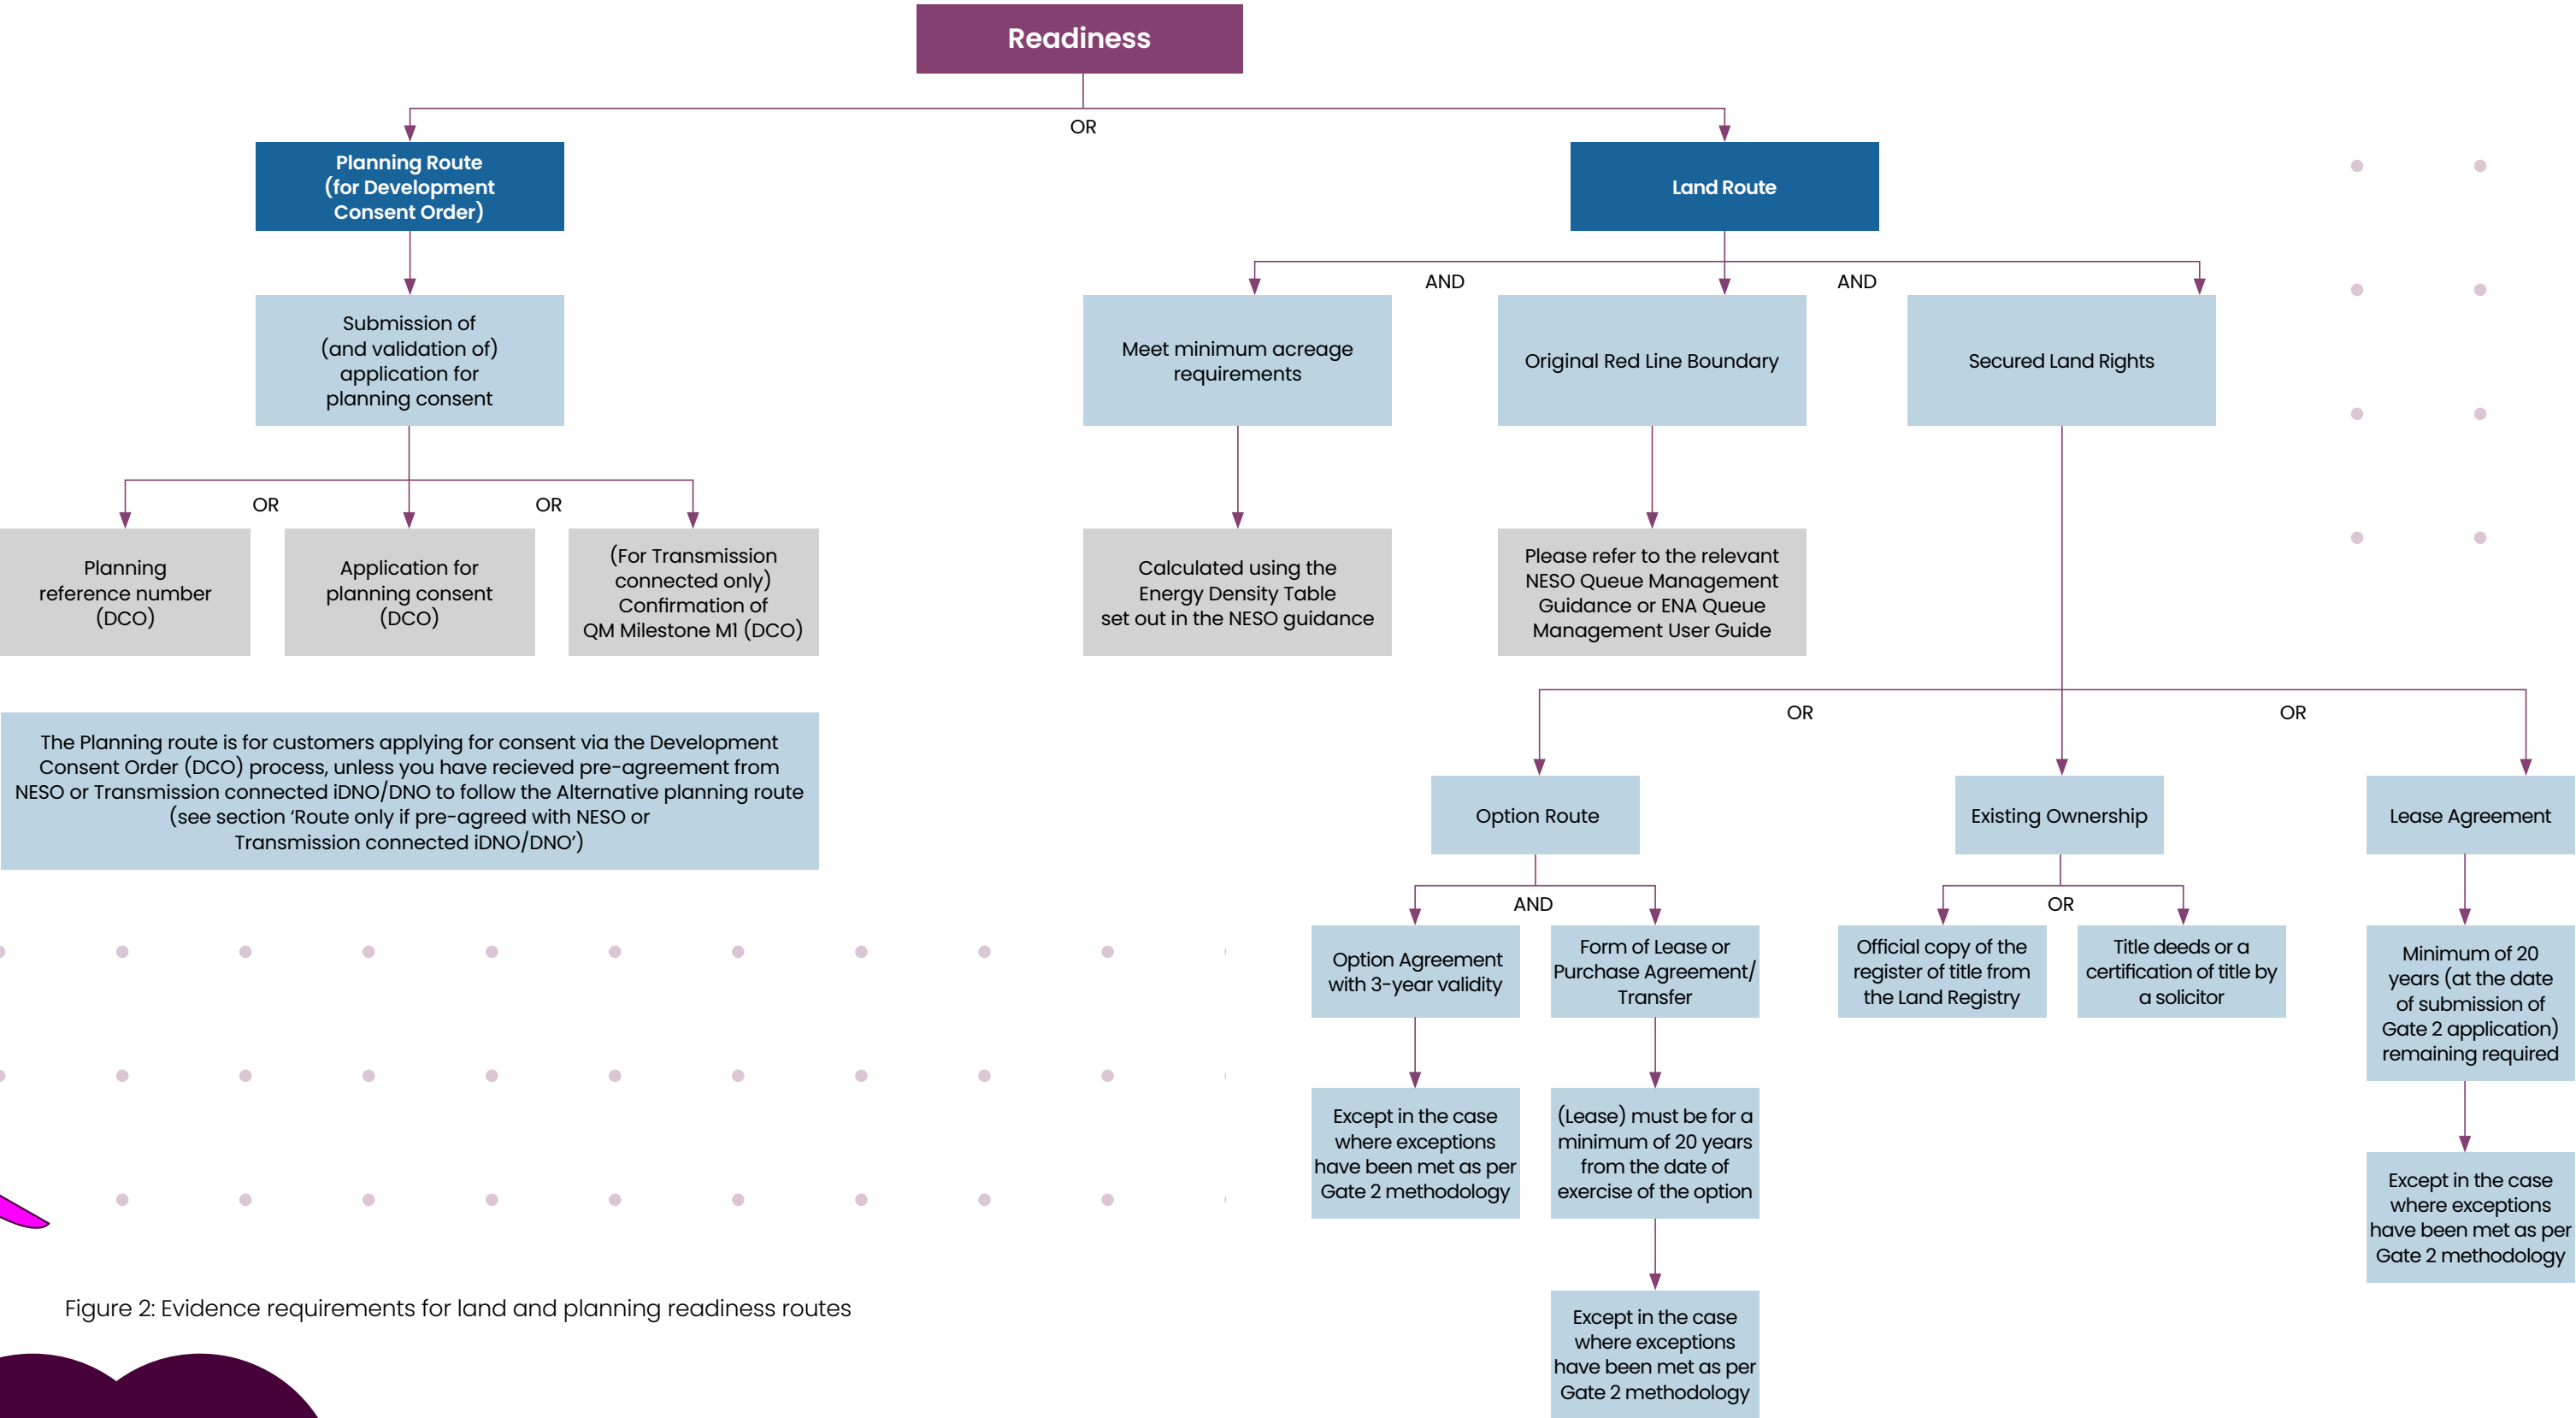 Readiness
OR
Planning Route
(for Development
Consent Order)
Land Route
AND
AND
Submission of
(and validation of)
application for
planning consent
Meet minimum acreage
requirements
Original Red Line Boundary
Secured Land Rights
OR
OR
Planning
reference number
(DCO)
Application for
planning consent
(DCO)
(For Transmission
connected only)
Confirmation of
QM Milestone M1 (DCO)
Calculated using the
Energy Density Table
set out in the NESO guidance
Please refer to the relevant
NESO Queue Management
Guidance or ENA Queue
Management User Guide
The Planning route is for customers applying for consent via the Development
Consent Order (DCO) process, unless you have recieved pre-agreement from
NESO or Transmission connected iDNO/DNO to follow the Alternative planning route
(see section ‘Route only if pre-agreed with NESO or
Transmission connected iDNO/DNO’)
OR
OR
Option Route
Existing Ownership
Lease Agreement
AND
OR
Option Agreement
with 3-year validity
Form of Lease or
Purchase Agreement/
Transfer
Official copy of the
register of title from
the Land Registry
Title deeds or a
certification of title by
a solicitor
Minimum of 20
years (at the date
of submission of
Gate 2 application)
remaining required
Except in the case
where exceptions
have been met as per
Gate 2 methodology
(Lease) must be for a
minimum of 20 years
from the date of
exercise of the option
Except in the case
where exceptions
have been met as per
Gate 2 methodology
Except in the case
where exceptions
have been met as per
Gate 2 methodology
Figure 2: Evidence requirements for land and planning readiness routes